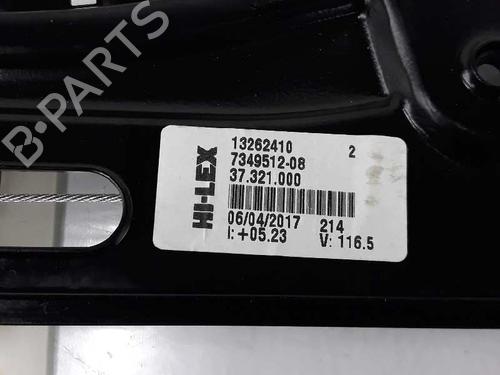 B-PARTS
HI-LEX
13262410 2
7349512-08
37.321.000
06/04/2017 214
I: +05.23 V: 116.5